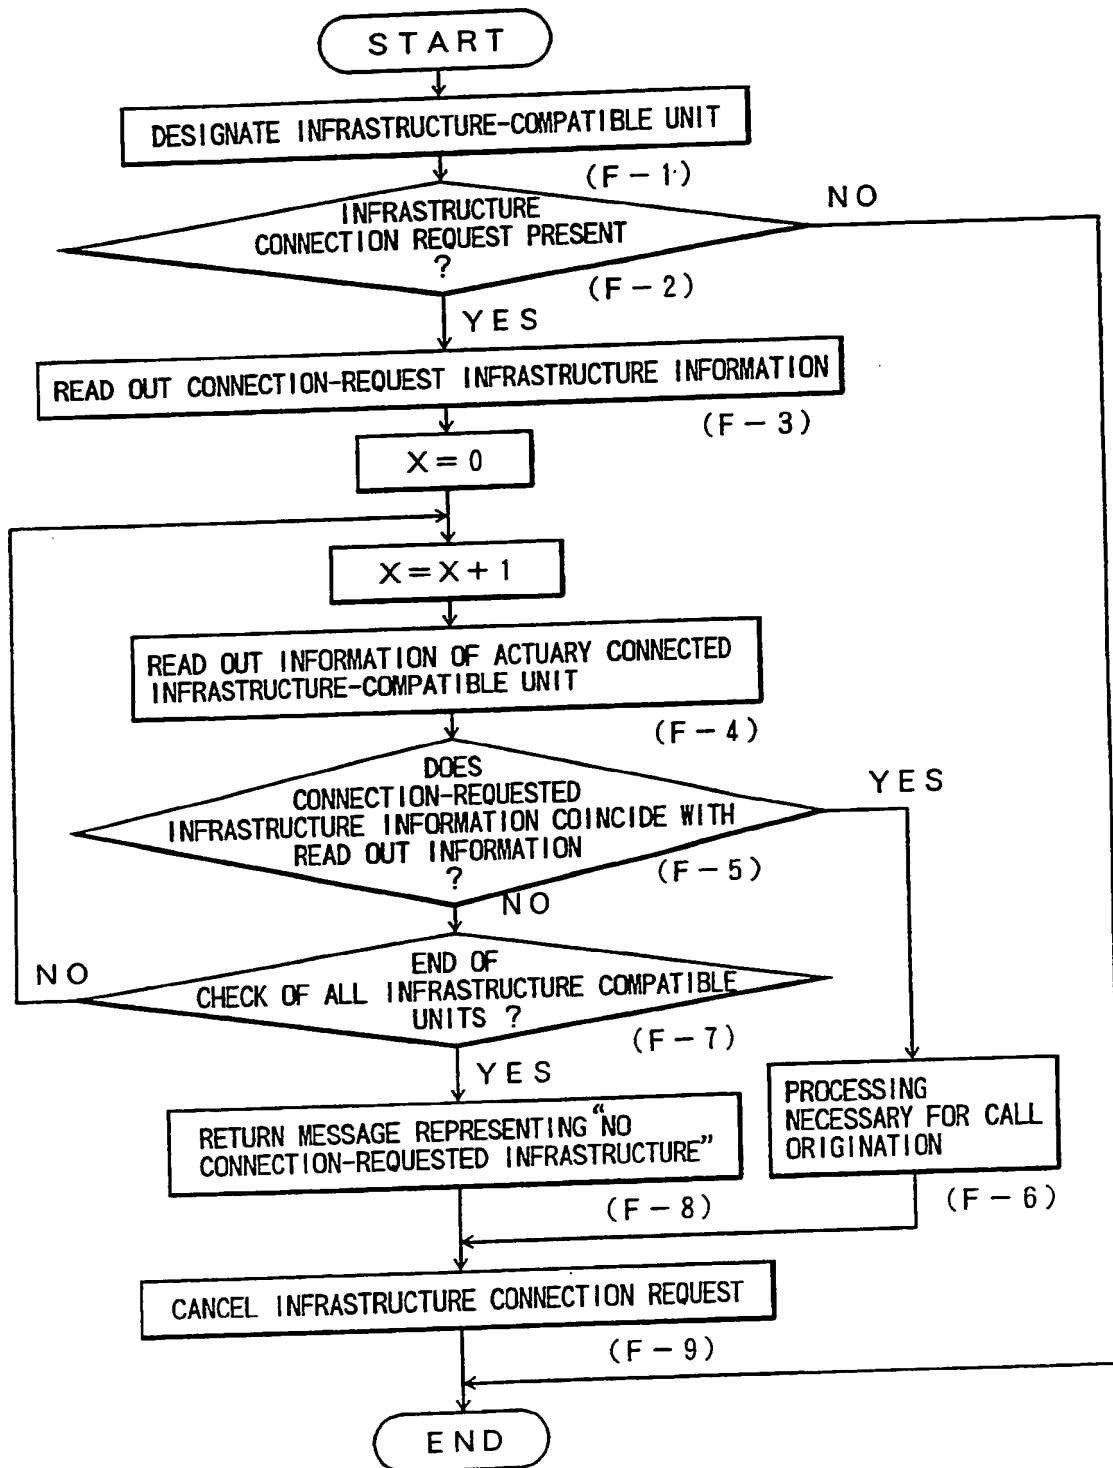 START
DESIGNATE INFRASTRUCTURE-COMPATIBLE UNIT
(F-1)
NO
INFRASTRUCTURE
CONNECTION REQUEST PRESENT
?
(F-2)
YES
READ OUT CONNECTION-REQUEST INFRASTRUCTURE INFORMATION
(F-3)
X=0
X=X+1
READ OUT INFORMATION OF ACTUARY CONNECTED
INFRASTRUCTURE-COMPATIBLE UNIT
(F-4)
DOES
CONNECTION-REQUESTED
INFRASTRUCTURE INFORMATION COINCIDE WITH
READ OUT INFORMATION
?
(F-5)
YES
NO
NO
END OF
CHECK OF ALL INFRASTRUCTURE COMPATIBLE
UNITS ?
(F-7)
YES
PROCESSING
NECESSARY FOR CALL
ORIGINATION
(F-6)
RETURN MESSAGE REPRESENTING “NO
CONNECTION-REQUESTED INFRASTRUCTURE”
(F-8)
CANCEL INFRASTRUCTURE CONNECTION REQUEST
(F-9)
END